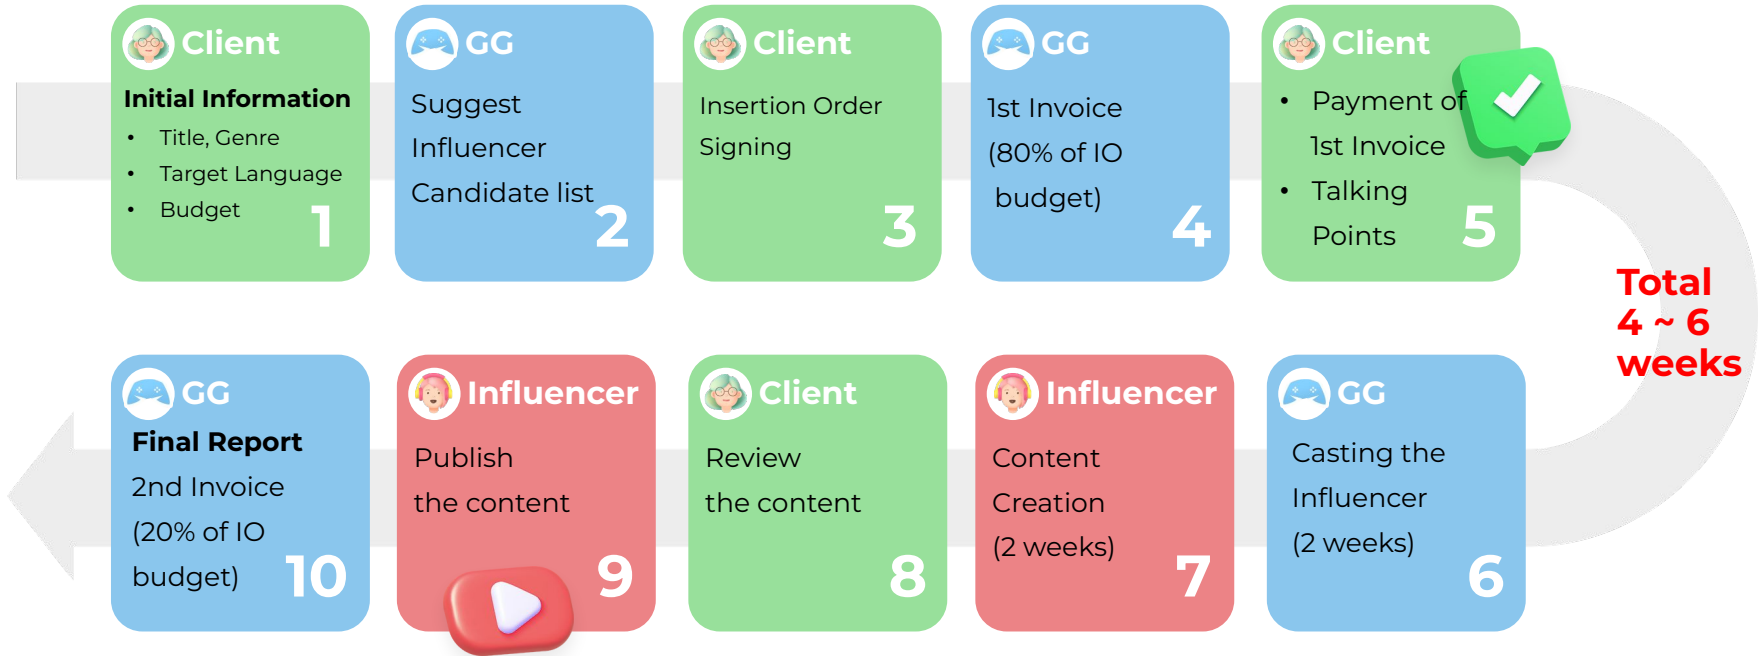 Client
Initial Information
• Title, Genre
• Target Language
• Budget
1
GG
Suggest
Influencer
Candidate list
2
Client
Insertion Order
Signing
3
GG
1st Invoice
(80% of IO
budget)
4
Client
• Payment of
1st Invoice
• Talking
Points
5
Total
4 ~ 6
weeks
GG
Casting the
Influencer
(2 weeks)
6
Influencer
Content
Creation
(2 weeks)
7
Client
Review
the content
8
Influencer
Publish
the content
9
GG
Final Report
2nd Invoice
(20% of IO
budget)
10